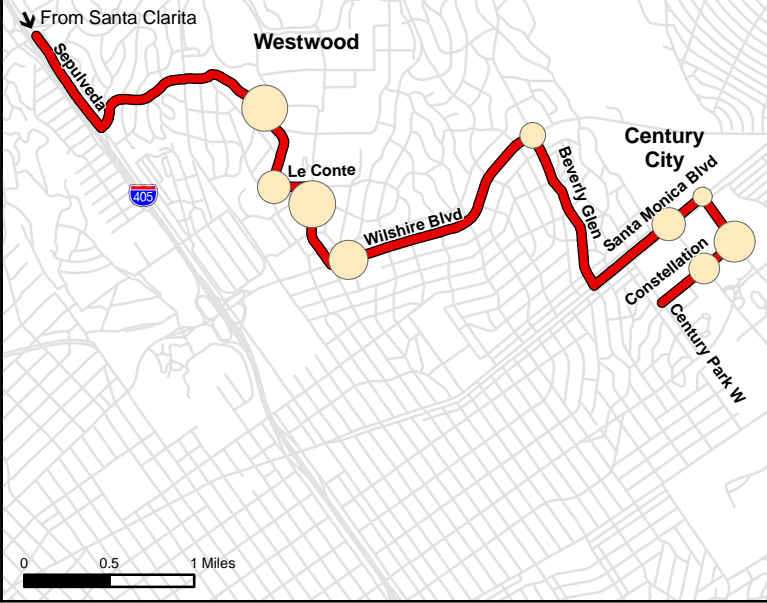 From Santa Clarita
Westwood
Sepulveda
405
Le Conte
Wilshire Blvd
Beverly Glen
Century
City
Santa Monica Blvd
Constellation
Century Park W
0 0.5 1 Miles